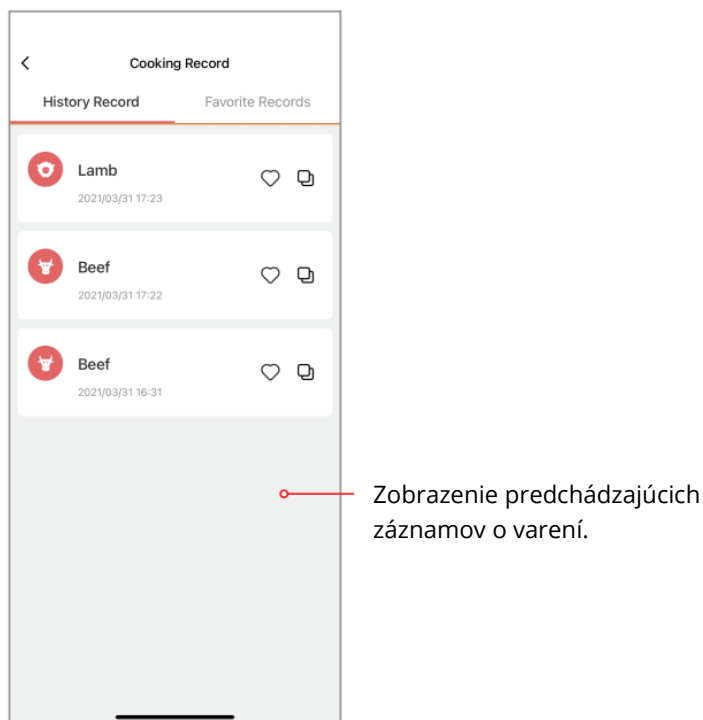 Cooking Record
History Record Favorite Records
Lamb
2021/03/31 17:23
Beef
2021/03/31 17:22
Beef
2021/03/31 16:31
Zobrazenie predchádzajúcich
záznamov o varení.